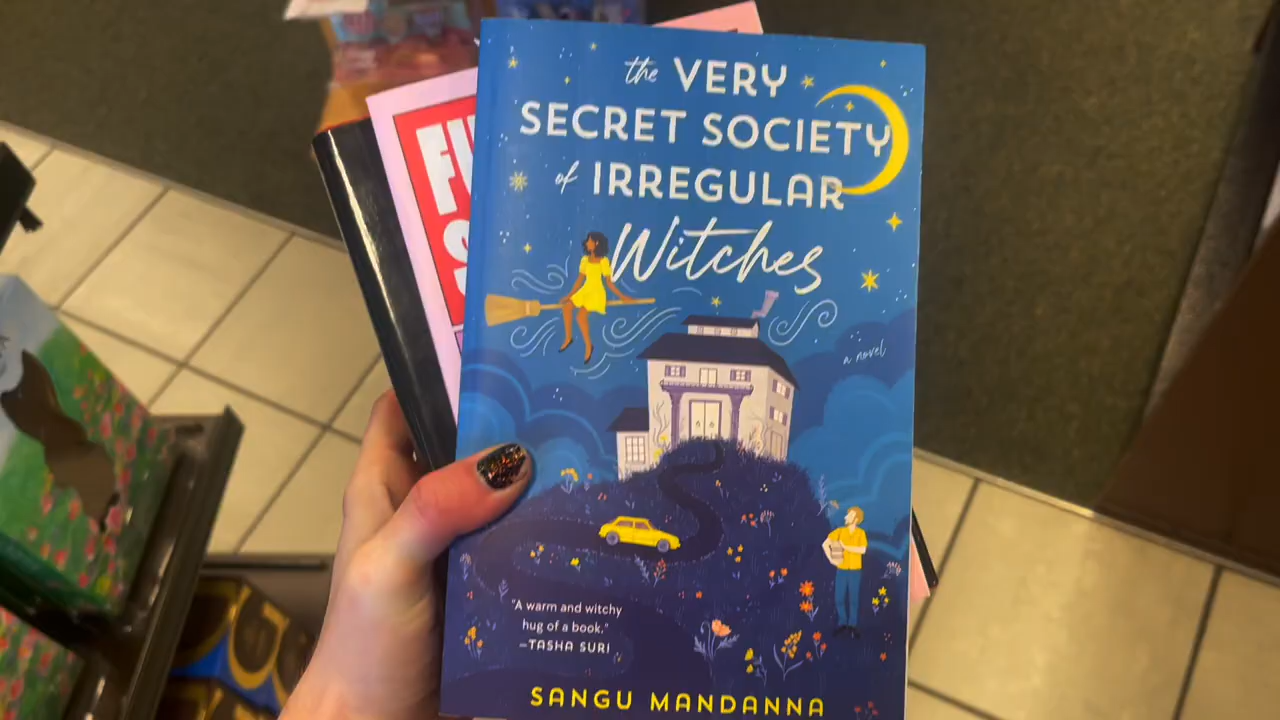 the VERY
SECRET SOCIETY
of IRREGULAR
Witches
a novel
"A warm and witchy
hug of a book."
—TASHA SURI
SANGU MANDANNA